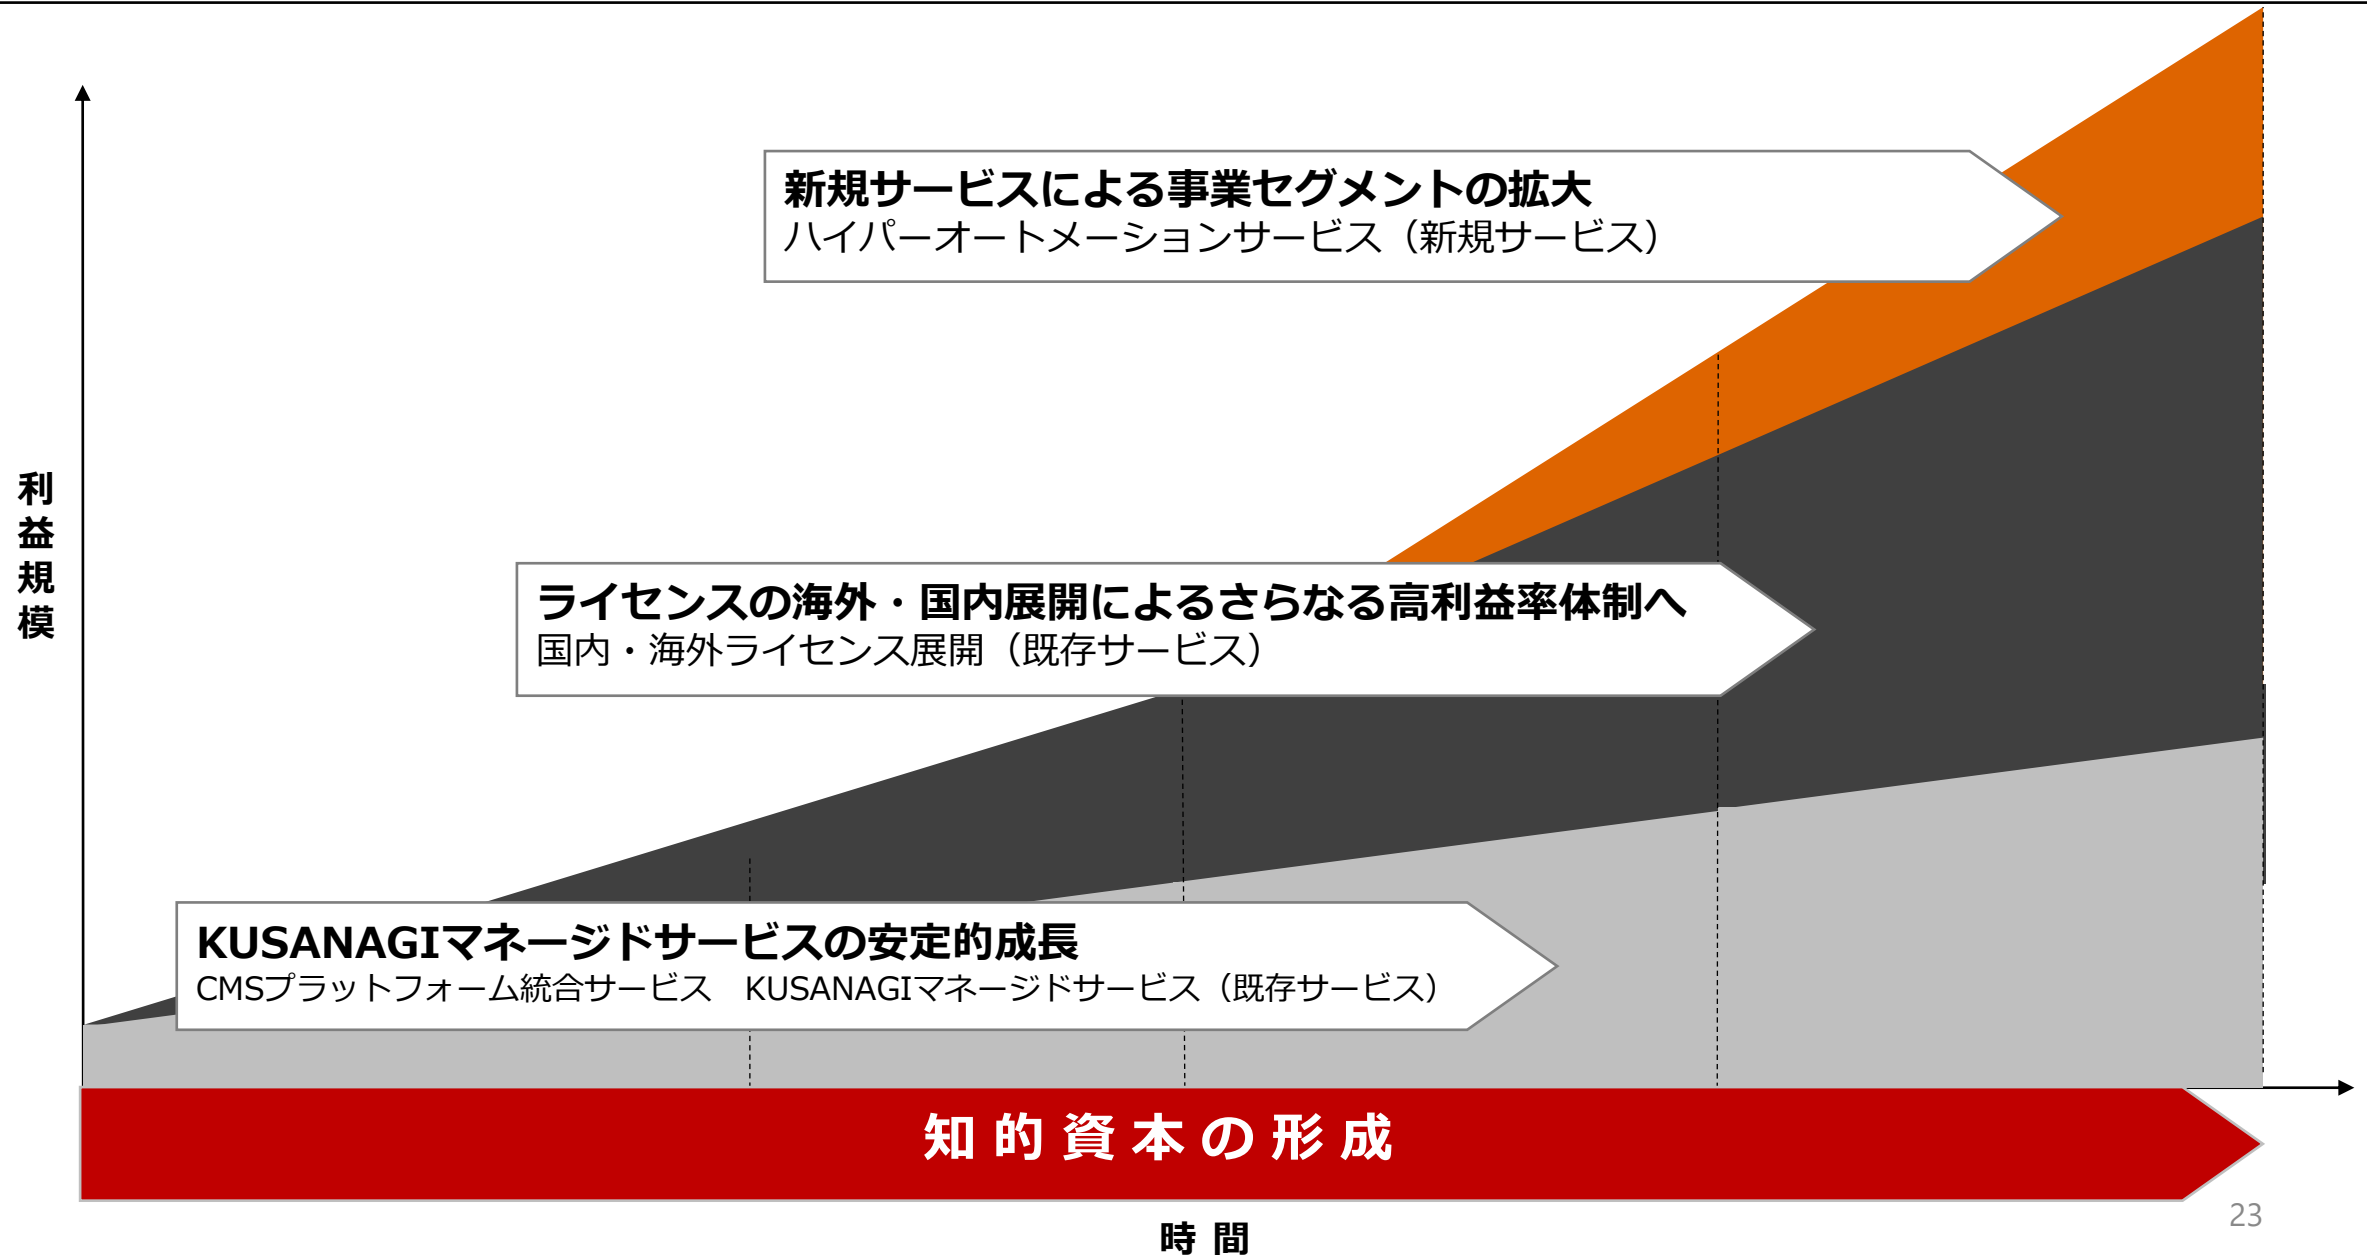 新規サービスによる事業セグメントの拡大
ハイパーオートメーションサービス（新規サービス）
利益規模
ライセンスの海外・国内展開によるさらなる高利益率体制へ
国内・海外ライセンス展開（既存サービス）
KUSANAGIマネージドサービスの安定的成長
CMSプラットフォーム統合サービス　KUSANAGIマネージドサービス（既存サービス）
知的資本の形成
23
時間